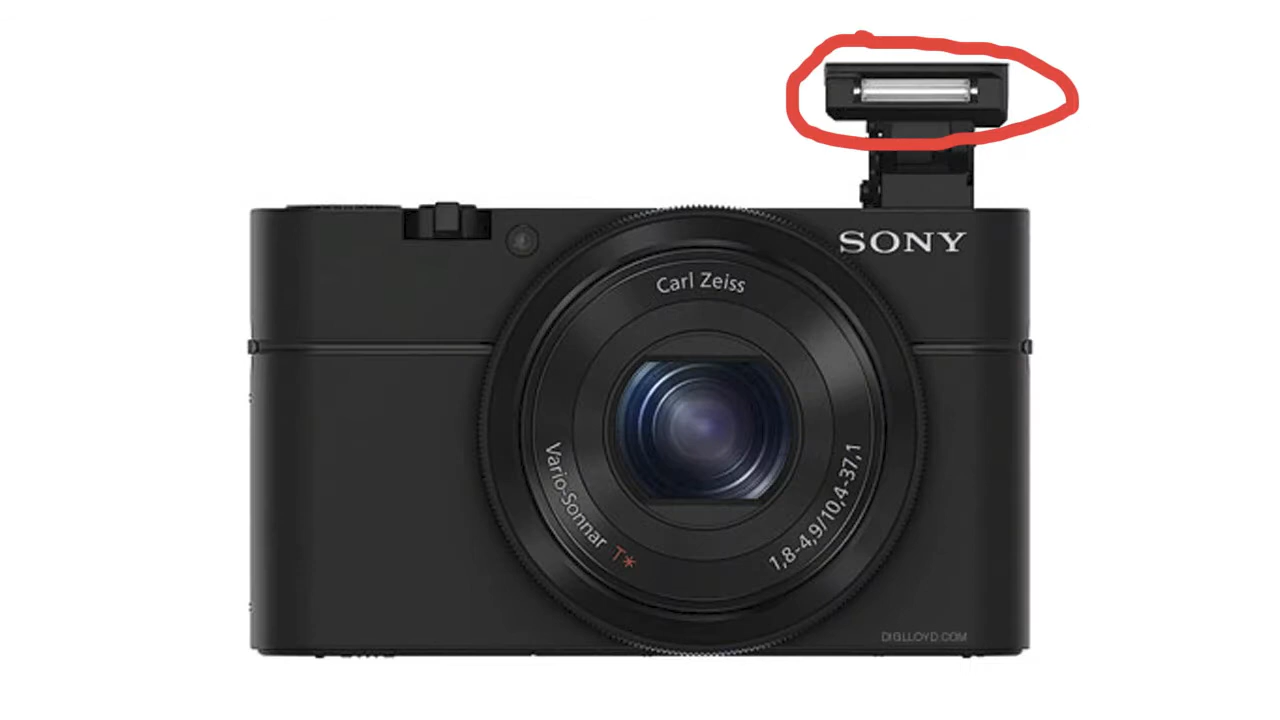 SONY
Carl Zeiss
Vario-Sonnar T*
1,8-4,9/10,4-37,1
DIGLLOYD.COM